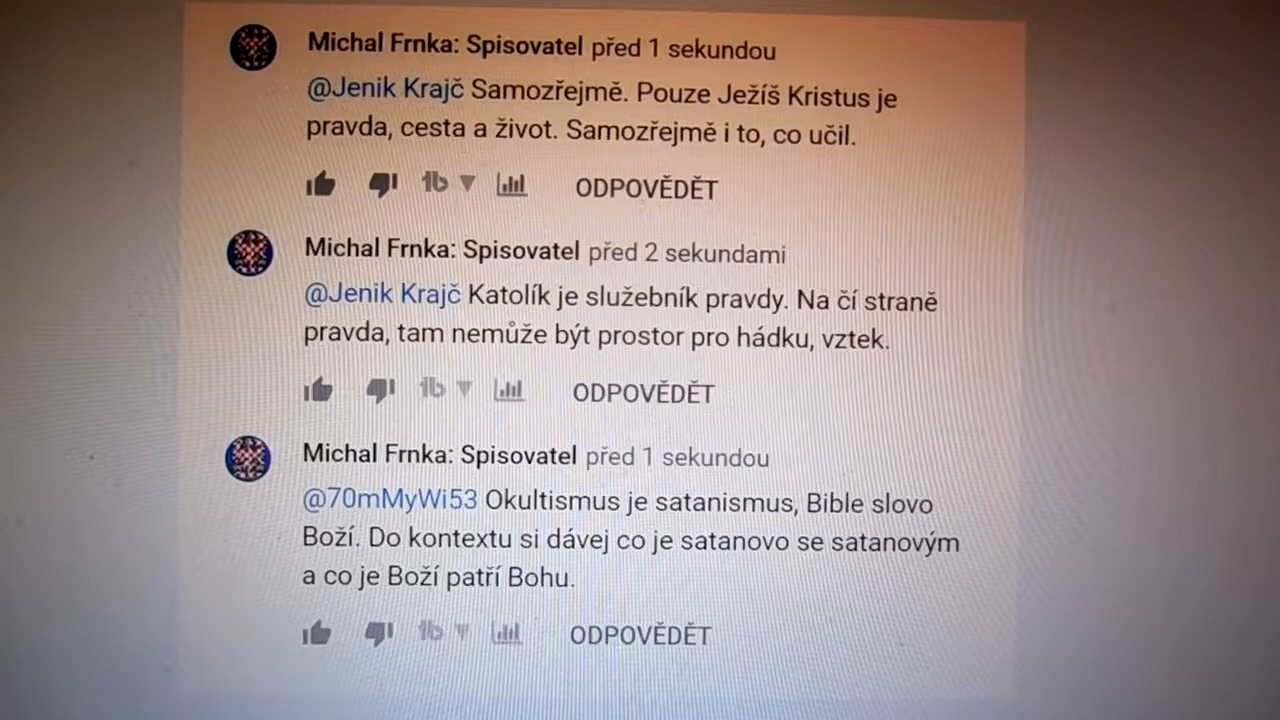 Michal Frnka: Spisovatel před 1 sekundou
@Jenik Krajč Samozřejmě. Pouze Ježíš Kristus je
pravda, cesta a život. Samozřejmě i to, co učil.
ODPOVĚDĚT
Michal Frnka: Spisovatel před 2 sekundami
@Jenik Krajč Katolík je služebník pravdy. Na čí straně
pravda, tam nemůže být prostor pro hádku, vztek.
ODPOVĚDĚT
Michal Frnka: Spisovatel před 1 sekundou
@70mMyWi53 Okultismus je satanismus, Bible slovo
Boží. Do kontextu si dávej co je satanovo se satanovým
a co je Boží patří Bohu.
ODPOVĚDĚT